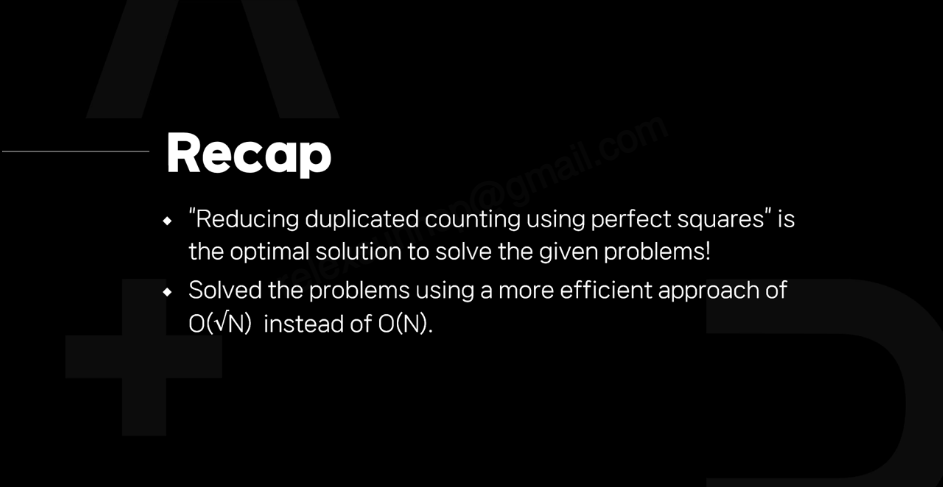 Recap
"Reducing duplicated counting using perfect squares" is
the optimal solution to solve the given problems!
Solved the problems using a more efficient approach of
O(√N) instead of O(N).
@gmail.com